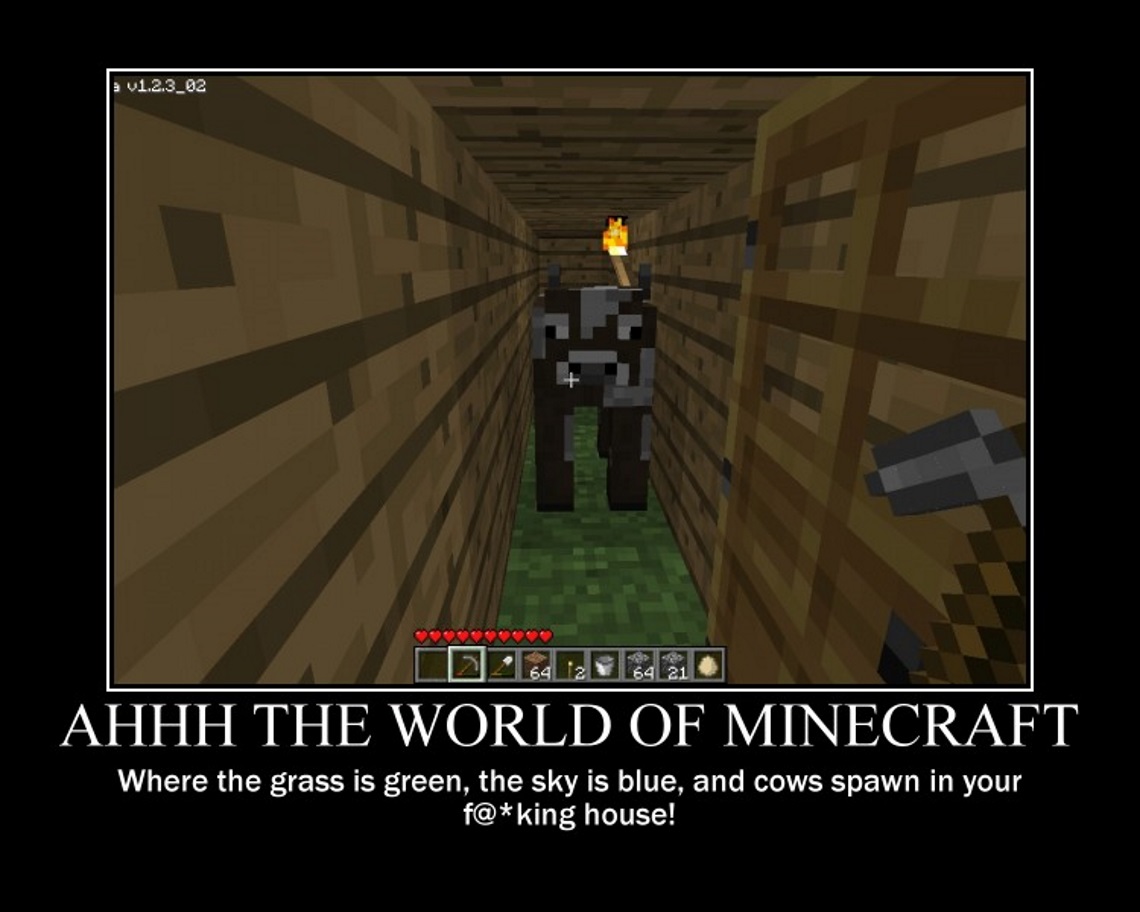 a v1.2.3_02
64 2 64 21
AHHH THE WORLD OF MINECRAFT
Where the grass is green, the sky is blue, and cows spawn in your
f@*king house!